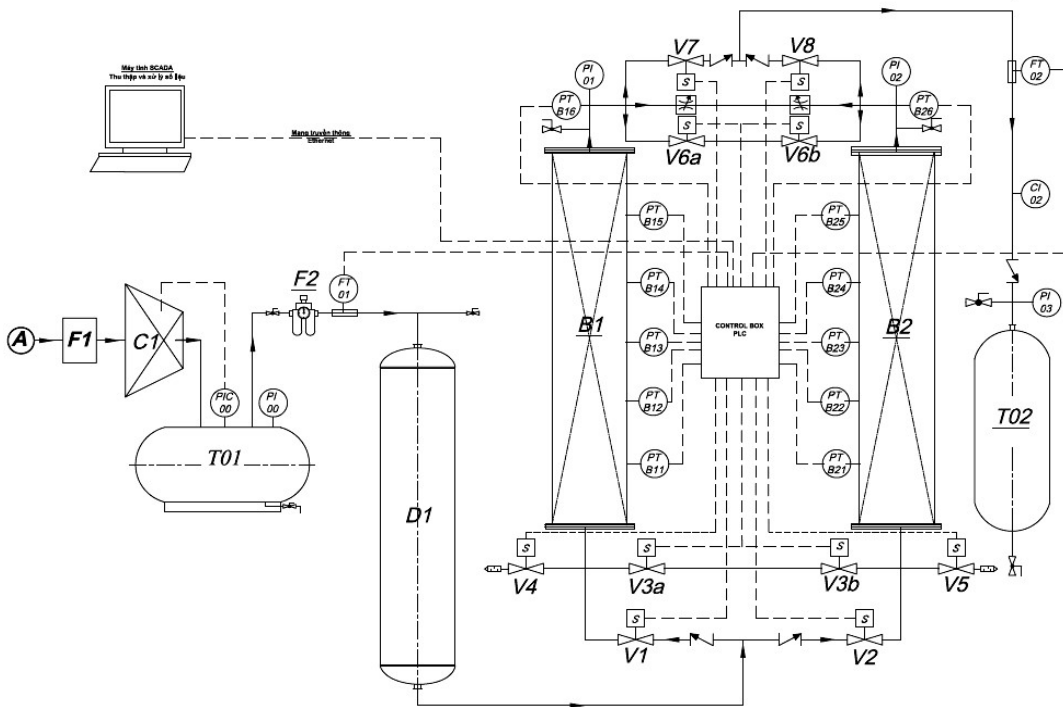 Máy tính SCADA
Thu thập và xử lý số liệu
Mạng truyền thông
Ethernet
V7
V8
PI
01
PI
02
FT
02
PT
B16
S
S
PT
B26
S
S
V6a
V6b
CI
02
PT
B15
PT
B25
PT
B14
PT
B24
F2
FT
01
PI
03
A
F1
C1
B1
CONTROL BOX
PLC
B2
PT
B13
PT
B23
PIC
00
PI
00
PT
B12
PT
B22
T02
T01
PT
B11
PT
B21
D1
S
S
S
S
V4
V3a
V3b
V5
S
S
V1
V2